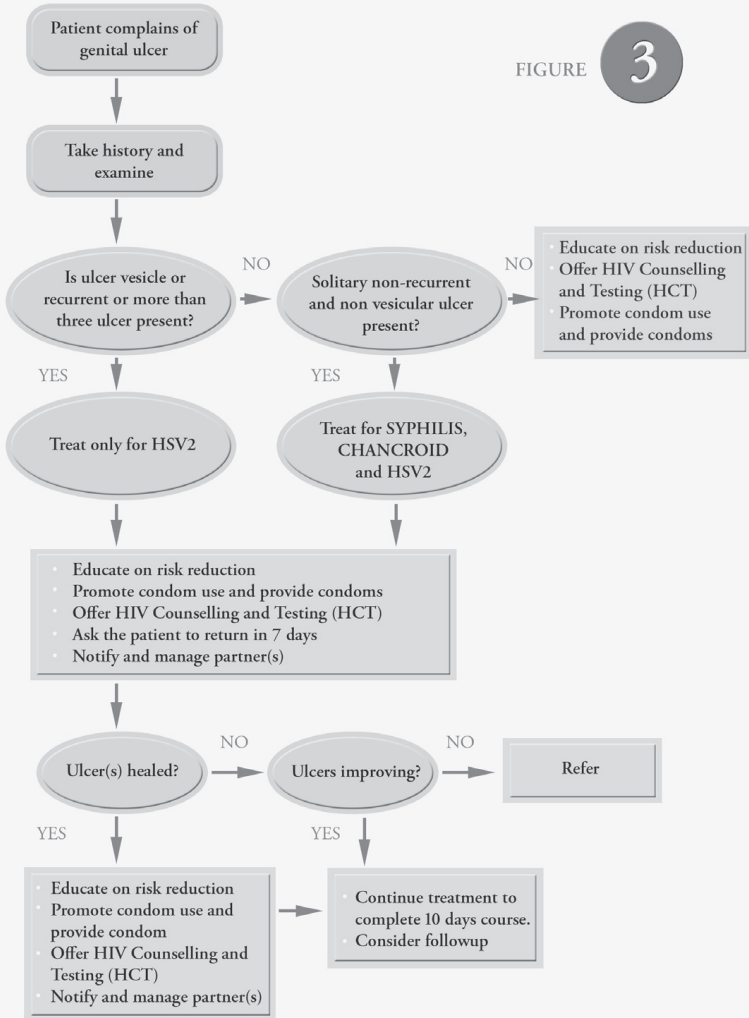 Patient complains of
genital ulcer
FIGURE 3
Take history and
examine
Is ulcer vesicle or
recurrent or more than
three ulcer present?
NO
Solitary non-recurrent
and non vesicular ulcer
present?
NO
• Educate on risk reduction
• Offer HIV Counselling
and Testing (HCT)
• Promote condom use
and provide condoms
YES
YES
Treat only for HSV2
Treat for SYPHILIS,
CHANCROID
and HSV2
• Educate on risk reduction
• Promote condom use and provide condoms
• Offer HIV Counselling and Testing (HCT)
• Ask the patient to return in 7 days
• Notify and manage partner(s)
Ulcer(s) healed?
NO
Ulcers improving?
NO
Refer
YES
YES
• Educate on risk reduction
• Promote condom use and
provide condom
• Offer HIV Counselling and
Testing (HCT)
• Notify and manage partner(s)
• Continue treatment to
complete 10 days course.
• Consider followup